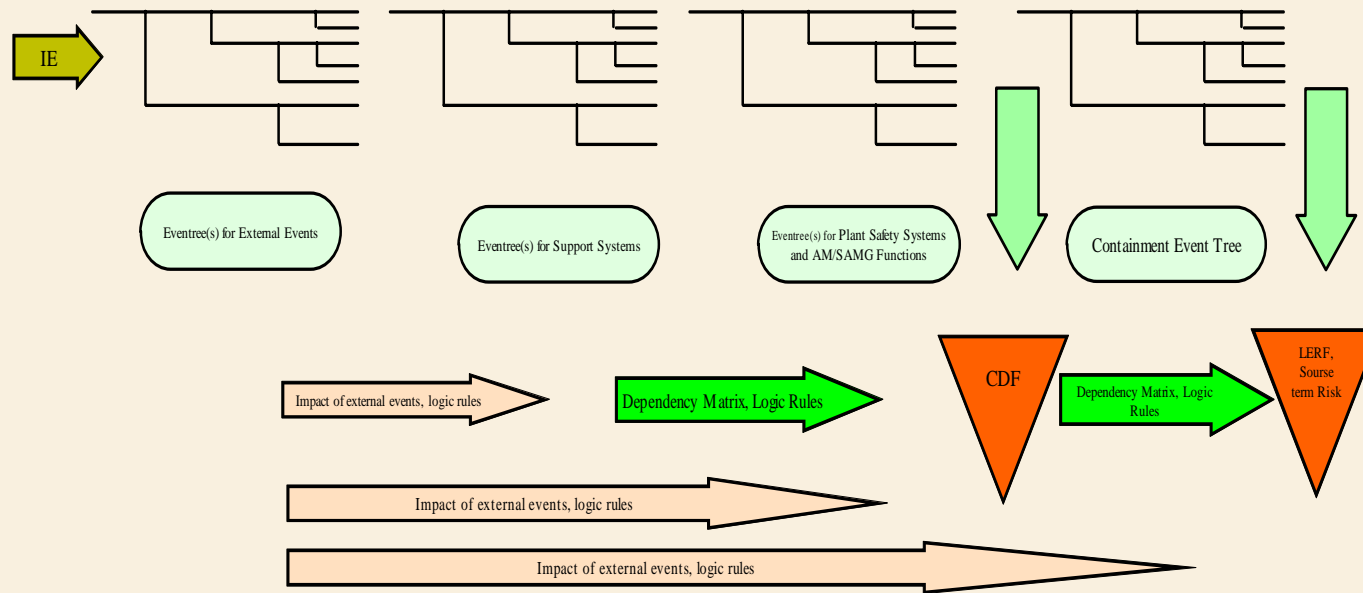 IE
Eventree(s) for External Events
Eventree(s) for Support Systems
Eventree(s) for Plant Safety Systems
and AM/SAMG Functions
Containment Event Tree
Impact of external events, logic rules
Dependency Matrix, Logic Rules
CDF
Dependency Matrix, Logic
Rules
LERF,
Sourse
term Risk
Impact of external events, logic rules
Impact of external events, logic rules